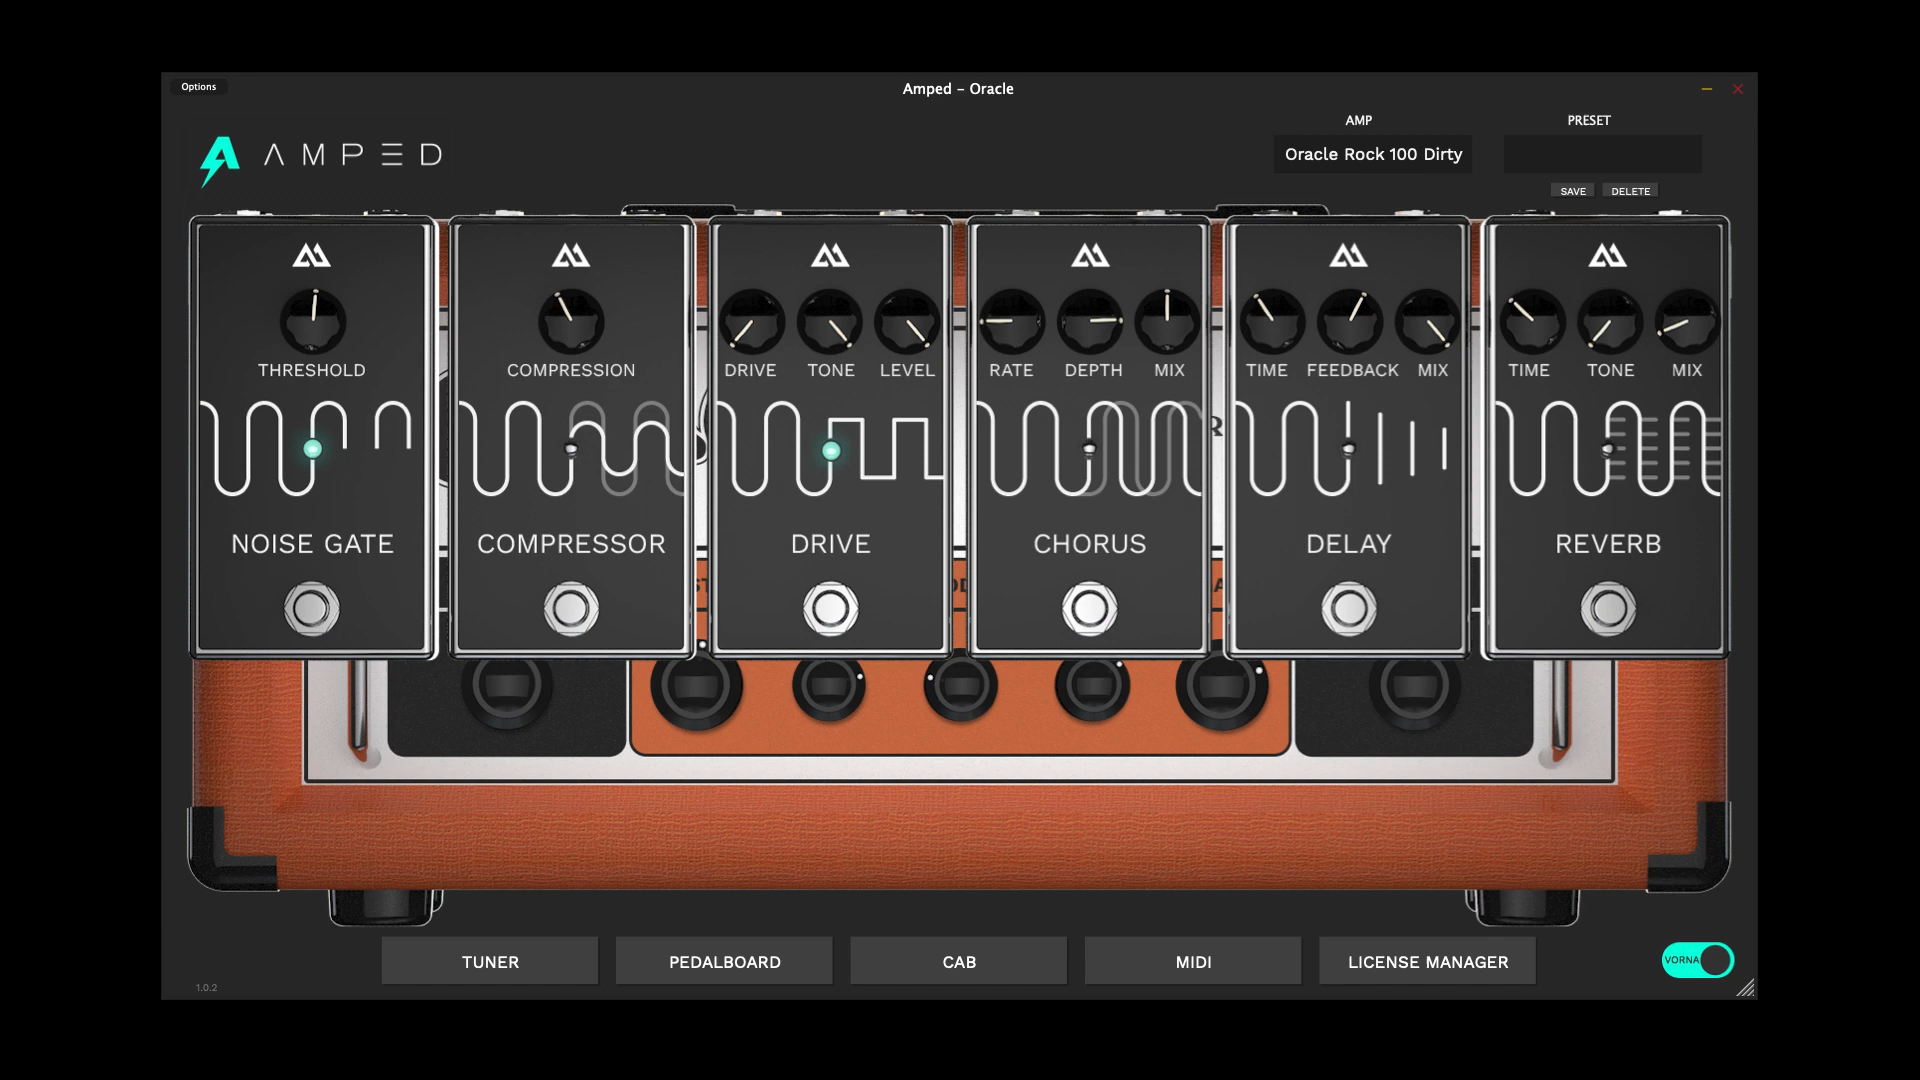 Options
Amped – Oracle
AMPED
AMP
PRESET
Oracle Rock 100 Dirty
SAVE
DELETE
THRESHOLD
NOISE GATE
COMPRESSION
COMPRESSOR
DRIVE TONE LEVEL
DRIVE
RATE DEPTH MIX
CHORUS
TIME FEEDBACK MIX
DELAY
TIME TONE MIX
REVERB
TUNER
PEDALBOARD
CAB
MIDI
LICENSE MANAGER
VORNA
1.0.2